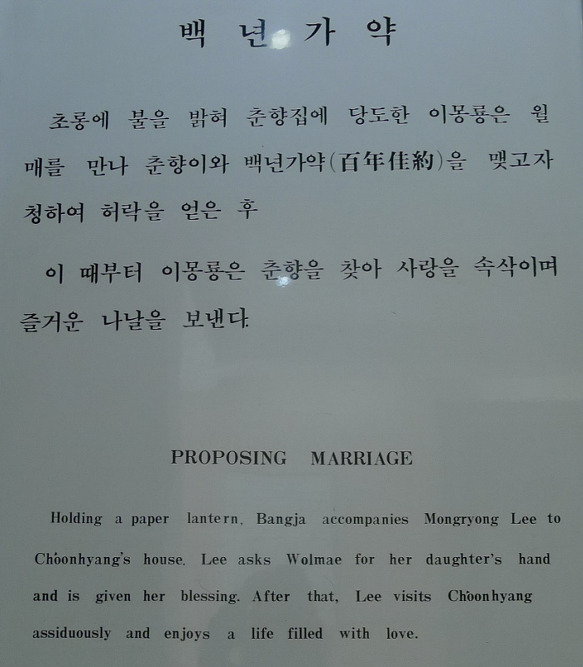 백 년 가 약
초롱에 불을 밝혀 춘향집에 당도한 이몽룡은 월
매를 만나 춘향이와 백년가약(百年佳約)을 맺고자
청하여 허락을 얻은 후
이 때부터 이몽룡은 춘향을 찾아 사랑을 속삭이며
즐거운 나날을 보낸다.
PROPOSING MARRIAGE
Holding a paper lantern, Bangja accompanies Mongryong Lee to
Ch'oonhyang's house. Lee asks Wolmae for her daughter's hand
and is given her blessing. After that, Lee visits Ch'oonhyang
assiduously and enjoys a life filled with love.